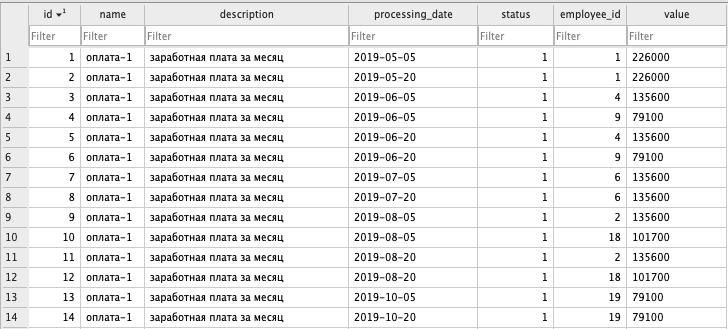 id 1 name description processing_date status employee_id value
Filter Filter Filter Filter Filter Filter Filter
1 1 оплата-1 заработная плата за месяц 2019-05-05 1 1 226000
2 2 оплата-1 заработная плата за месяц 2019-05-20 1 1 226000
3 3 оплата-1 заработная плата за месяц 2019-06-05 1 4 135600
4 4 оплата-1 заработная плата за месяц 2019-06-05 1 9 79100
5 5 оплата-1 заработная плата за месяц 2019-06-20 1 4 135600
6 6 оплата-1 заработная плата за месяц 2019-06-20 1 9 79100
7 7 оплата-1 заработная плата за месяц 2019-07-05 1 6 135600
8 8 оплата-1 заработная плата за месяц 2019-07-20 1 6 135600
9 9 оплата-1 заработная плата за месяц 2019-08-05 1 2 135600
10 10 оплата-1 заработная плата за месяц 2019-08-05 1 18 101700
11 11 оплата-1 заработная плата за месяц 2019-08-20 1 2 135600
12 12 оплата-1 заработная плата за месяц 2019-08-20 1 18 101700
13 13 оплата-1 заработная плата за месяц 2019-10-05 1 19 79100
14 14 оплата-1 заработная плата за месяц 2019-10-20 1 19 79100